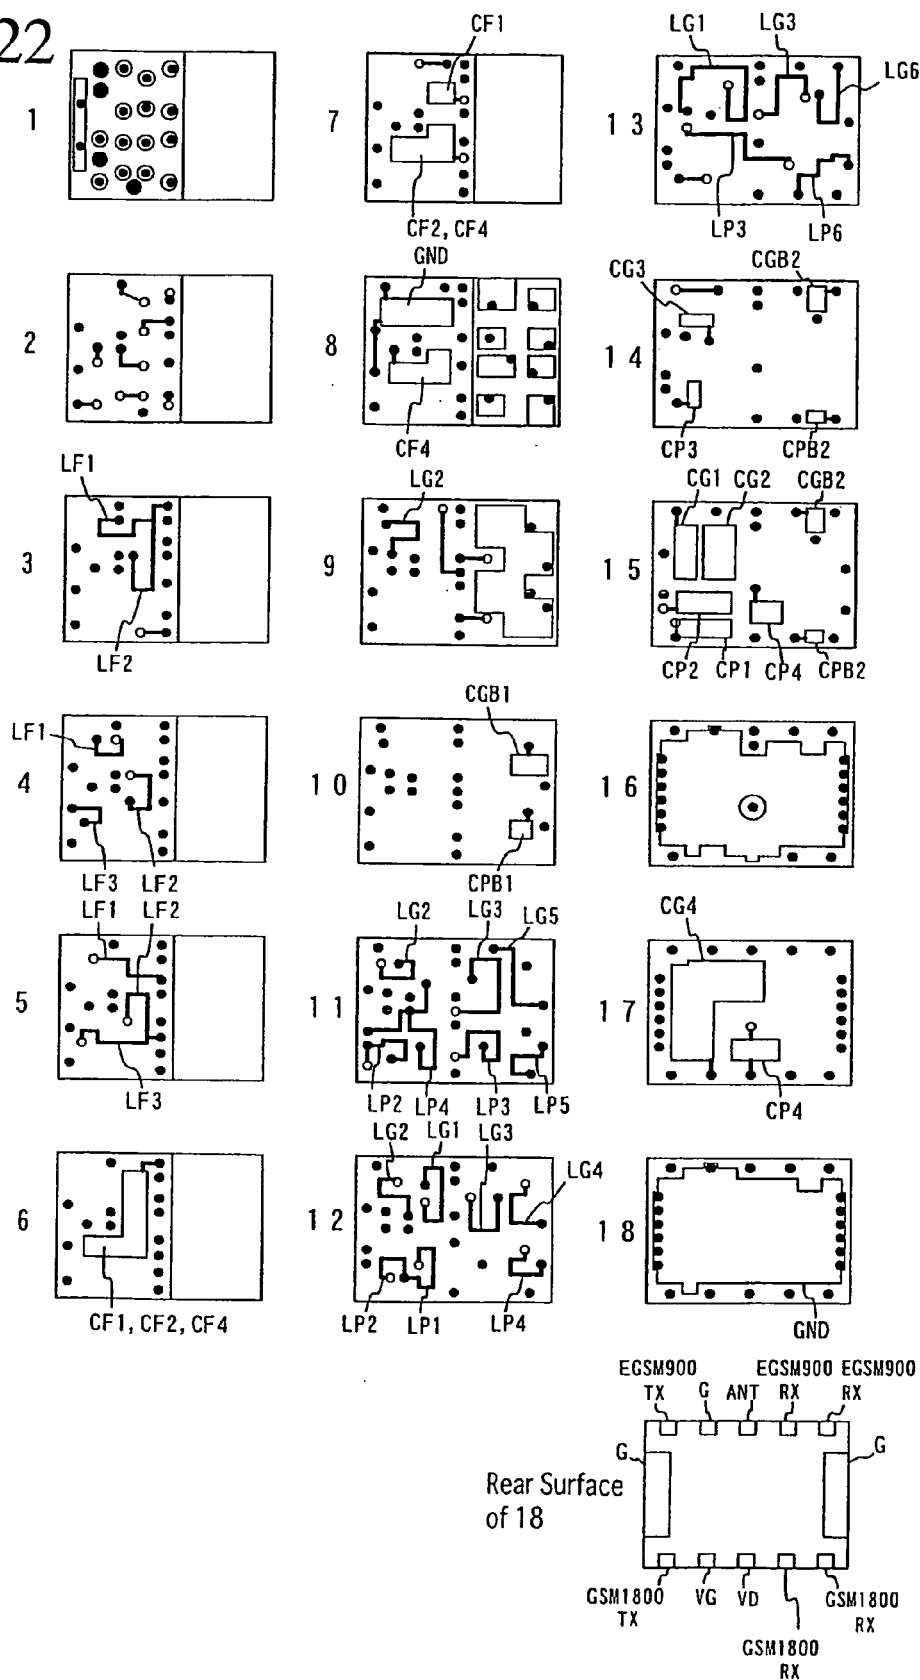 22
1
2
LF1
3
LF2
LF1
4
LF3 LF2
LF1 LF2
5
LF3
6
CF1, CF2, CF4
CF1
7
CF2, CF4
GND
8
CF4
LG2
9
CGB1
10
CPB1
LG2 LG3 LG5
11
LP2 LP4 LP3 LP5
LG2 LG1 LG3
LG4
12
LP2 LP1 LP4
LG1 LG3
LG6
13
LP3 LP6
CG3 CGB2
14
CP3 CPB2
CG1 CG2 CGB2
15
CP2 CP1 CP4 CPB2
16
CG4
17
CP4
18
GND
EGSM900 TX G ANT EGSM900 RX EGSM900 RX
G G
Rear Surface
of 18
GSM1800 TX VG VD GSM1800 RX GSM1800 RX